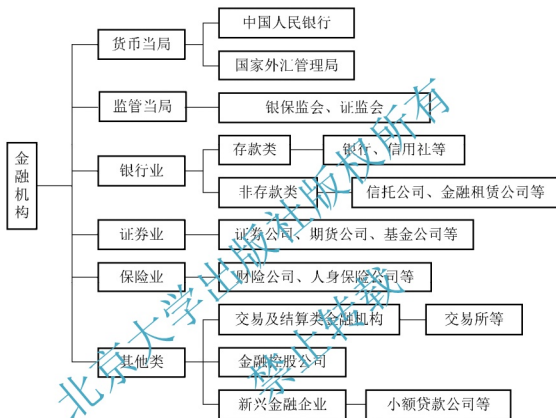 金融机构
货币当局
中国人民银行
国家外汇管理局
监管当局
银保监会、证监会
银行业
存款类
银行、信用社等
非存款类
信托公司、金融租赁公司等
证券业
证券公司、期货公司、基金公司等
保险业
财险公司、人身保险公司等
其他类
交易及结算类金融机构
交易所等
金融控股公司
新兴金融企业
小额贷款公司等
北京大学出版社版权所有
禁止转载